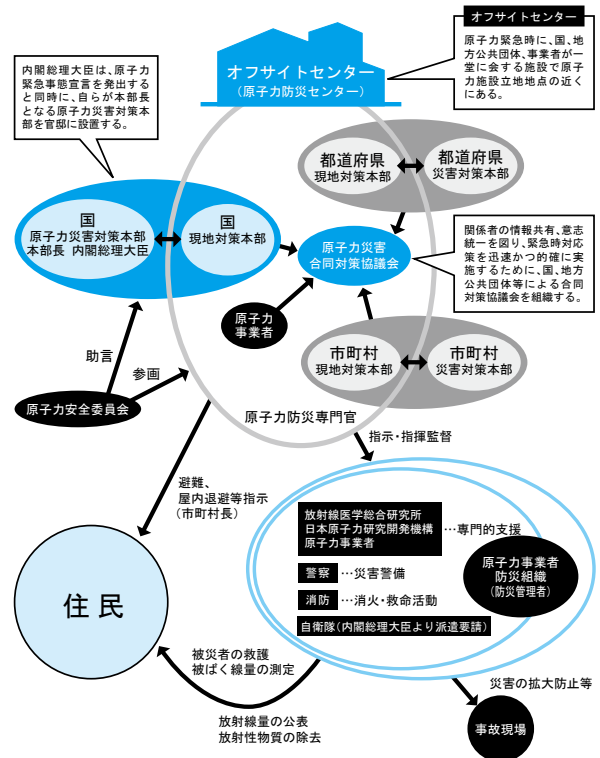 オフサイトセンター
原子力緊急時に、国、地
方公共団体、事業者が一
堂に会する施設で原子
力施設立地地点の近く
にある。
オフサイトセンター
(原子力防災センター)
内閣総理大臣は、原子力
緊急事態宣言を発出する
と同時に、自らが本部長
となる原子力災害対策本
部を官邸に設置する。
都道府県
現地対策本部
都道府県
災害対策本部
国
原子力災害対策本部
本部長 内閣総理大臣
国
現地対策本部
原子力災害
合同対策協議会
関係者の情報共有、意志
統一を図り、緊急時対応
策を迅速かつ的確に実
施するために、国、地方
公共団体等による合同
対策協議会を組織する。
原子力
事業者
市町村
現地対策本部
市町村
災害対策本部
助言
参画
原子力安全委員会
原子力防災専門官
指示・指揮監督
避難、
屋内退避等指示
(市町村長)
放射線医学総合研究所
日本原子力研究開発機構
原子力事業者
…専門的支援
原子力事業者
防災組織
(防災管理者)
警察 …災害警備
消防 …消火・救命活動
自衛隊(内閣総理大臣より派遣要請)
住民
被災者の救護
被ばく線量の測定
放射線量の公表
放射性物質の除去
災害の拡大防止等
事故現場